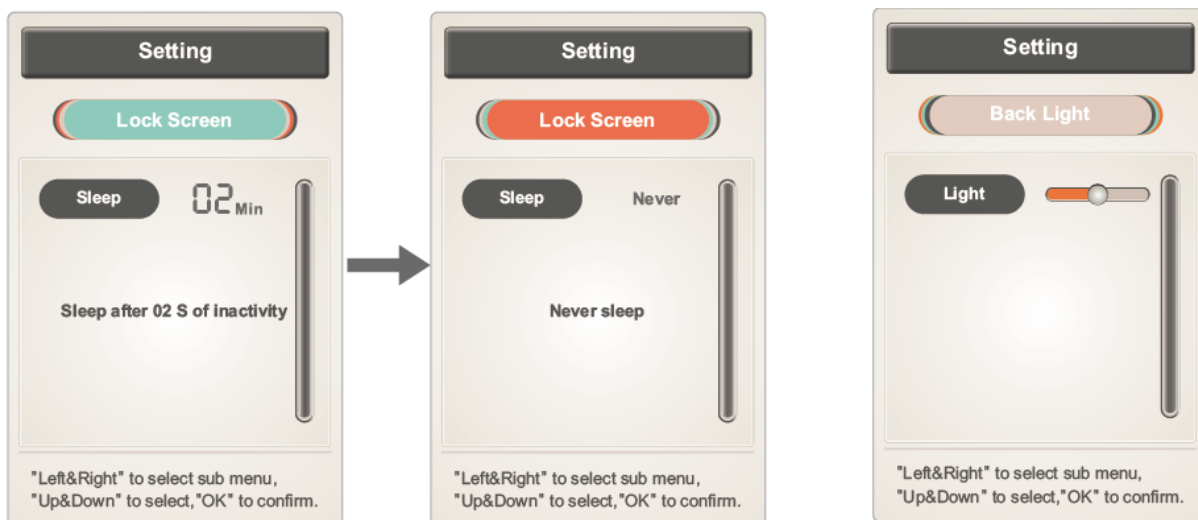 Setting
Lock Screen
Sleep
02 Min
Sleep after 02 S of inactivity
"Left&Right" to select sub menu,
"Up&Down" to select,"OK" to confirm.
Setting
Lock Screen
Sleep
Never
Never sleep
"Left&Right" to select sub menu,
"Up&Down" to select,"OK" to confirm.
Setting
Back Light
Light
"Left&Right" to select sub menu,
"Up&Down" to select,"OK" to confirm.